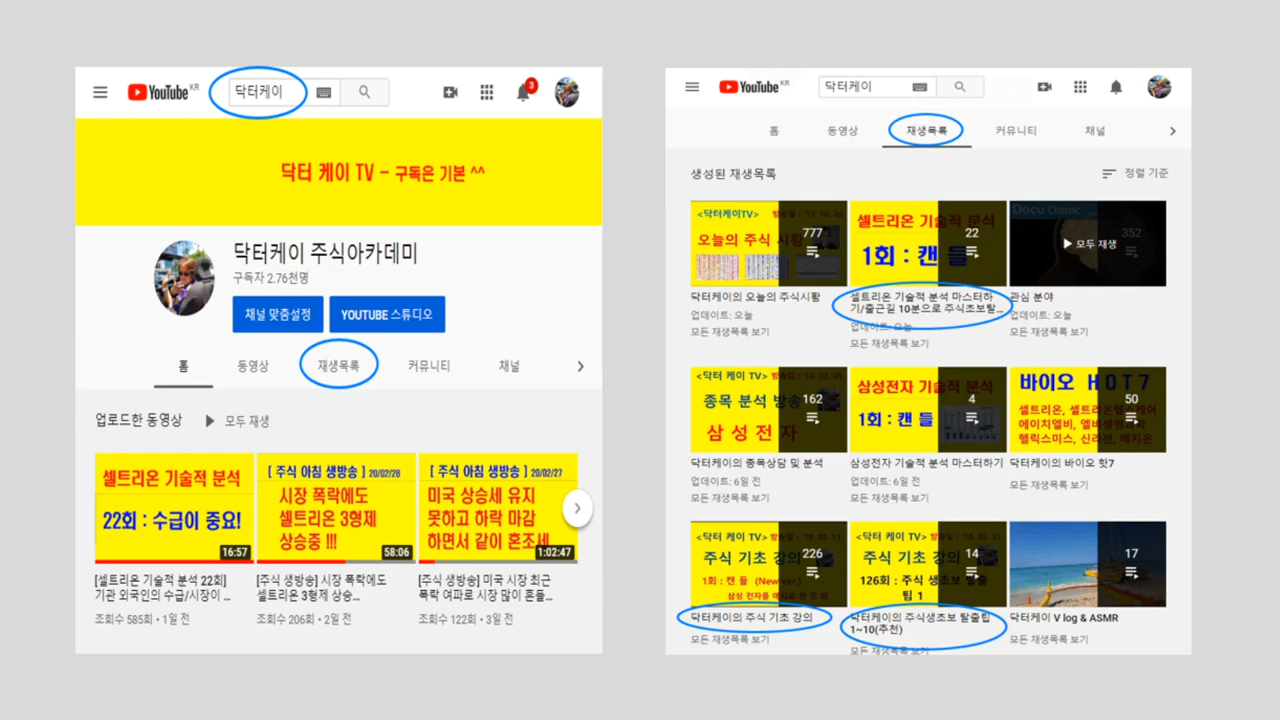 YouTube KR
닥터케이
3
닥터 케이 TV - 구독은 기본 ^^
닥터케이 주식아카데미
구독자 2.76천명
채널 맞춤설정
YOUTUBE 스튜디오
홈
동영상
재생목록
커뮤니티
채널
업로드한 동영상
모두 재생
셀트리온 기술적 분석
22회 : 수급이 중요!
16:57
[ 주식 아침 생방송 ] 20/02/28
시장 폭락에도
셀트리온 3형제
상승중 !!!
58:06
[ 주식 아침 생방송 ] 20/02/27
미국 상승세 유지
못하고 하락 마감
하면서 같이 혼조세
1:02:47
[셀트리온 기술적 분석 22회]
기관 외국인의 수급/시장이 ...
조회수 585회 • 1일 전
[주식 생방송] 시장 폭락에도
셀트리온 3형제 상승...
조회수 206회 • 2일 전
[주식 생방송] 미국 시장 최근
폭락 여파로 시장 많이 흔들...
조회수 122회 • 3일 전
YouTube KR
닥터케이
홈
동영상
재생목록
커뮤니티
채널
생성된 재생목록
정렬 기준
<닥터케이TV>
오늘의 주식 시황
777
닥터케이의 오늘의 주식시황
업데이트: 오늘
모든 재생목록 보기
셀트리온 기술적 분석
1회 : 캔 들
22
셀트리온 기술적 분석 마스터하
기/출근길 10분으로 주식초보탈...
업데이트: 오늘
모든 재생목록 보기
Docu Classic
352
모두 재생
관심 분야
업데이트: 오늘
모든 재생목록 보기
<닥터 케이 TV>
종목 분석 방송
삼 성 전 자
162
닥터케이의 종목상담 및 분석
업데이트: 6일 전
모든 재생목록 보기
삼성전자 기술적 분석
1회 : 캔 들
4
삼성전자 기술적 분석 마스터하기
업데이트: 6일 전
모든 재생목록 보기
바이오 HOT7
50
닥터케이의 바이오 핫7
모든 재생목록 보기
<닥터 케이 TV>
주식 기초 강의
1회 : 캔 들 (New ver.)
226
닥터케이의 주식 기초 강의
모든 재생목록 보기
<닥터 케이 TV>
주식 기초 강의
126회 : 주식 생초보 탈출
팁 1
14
닥터케이의 주식생초보 탈출팁
1~10(추천)
모든 재생목록 보기
17
닥터케이 V log & ASMR
모든 재생목록 보기